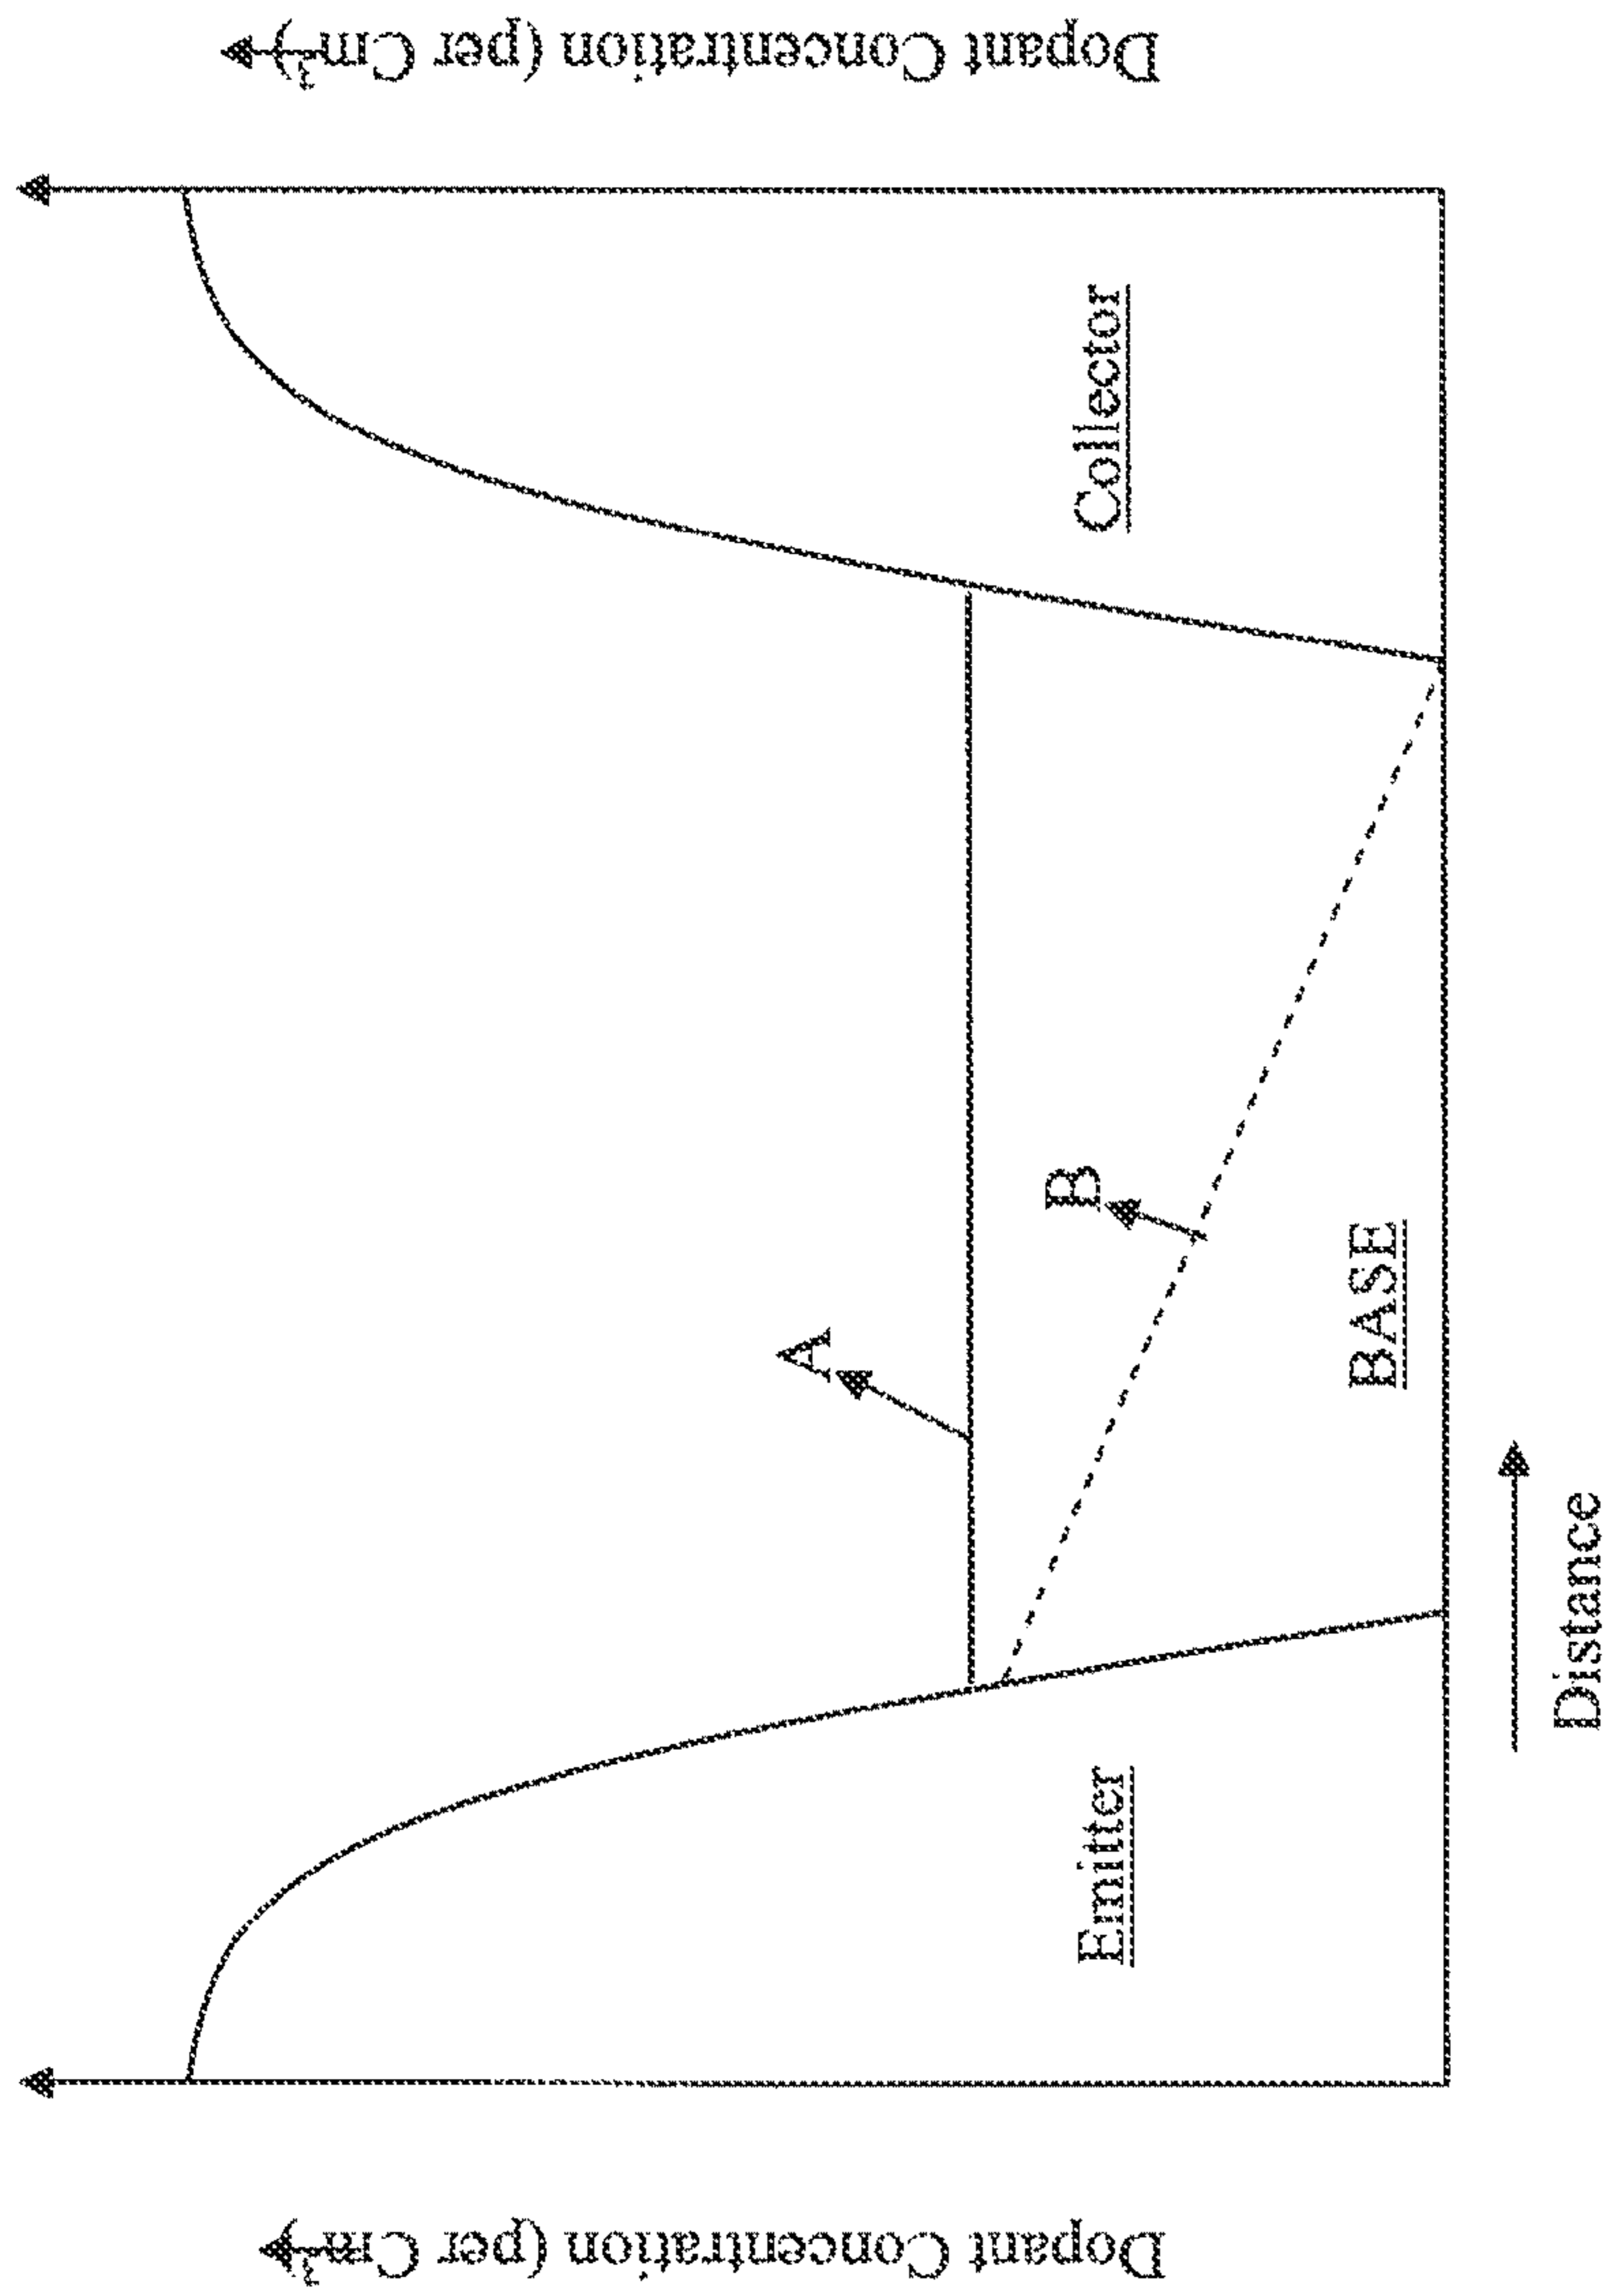 Dopant Concentration (per Cm³)
Dopant Concentration (per Cm³)
A
B
Emitter
Collector
BASE
Distance